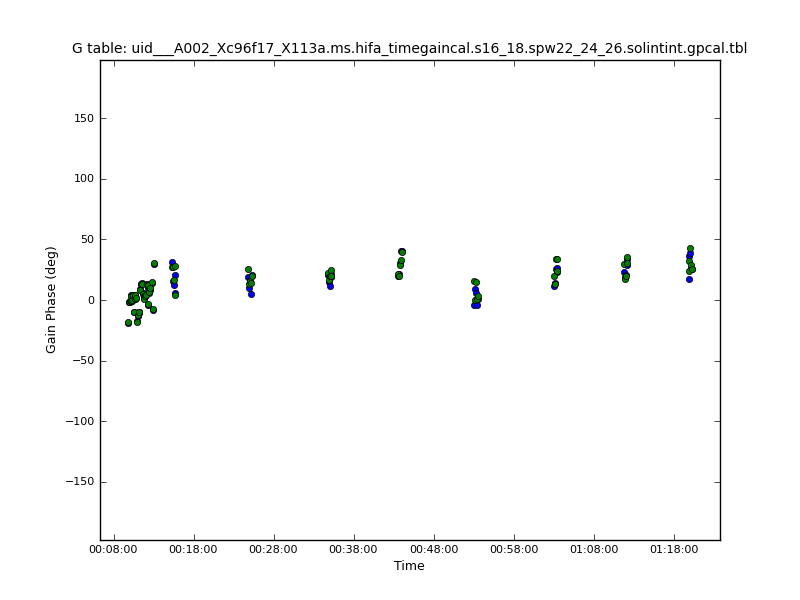 G table: uid___A002_Xc96f17_X113a.ms.hifa_timegaincal.s16_18.spw22_24_26.solintint.gpcal.tbl
Gain Phase (deg)
150
100
50
0
−50
−100
−150
00:08:00 00:18:00 00:28:00 00:38:00 00:48:00 00:58:00 01:08:00 01:18:00
Time